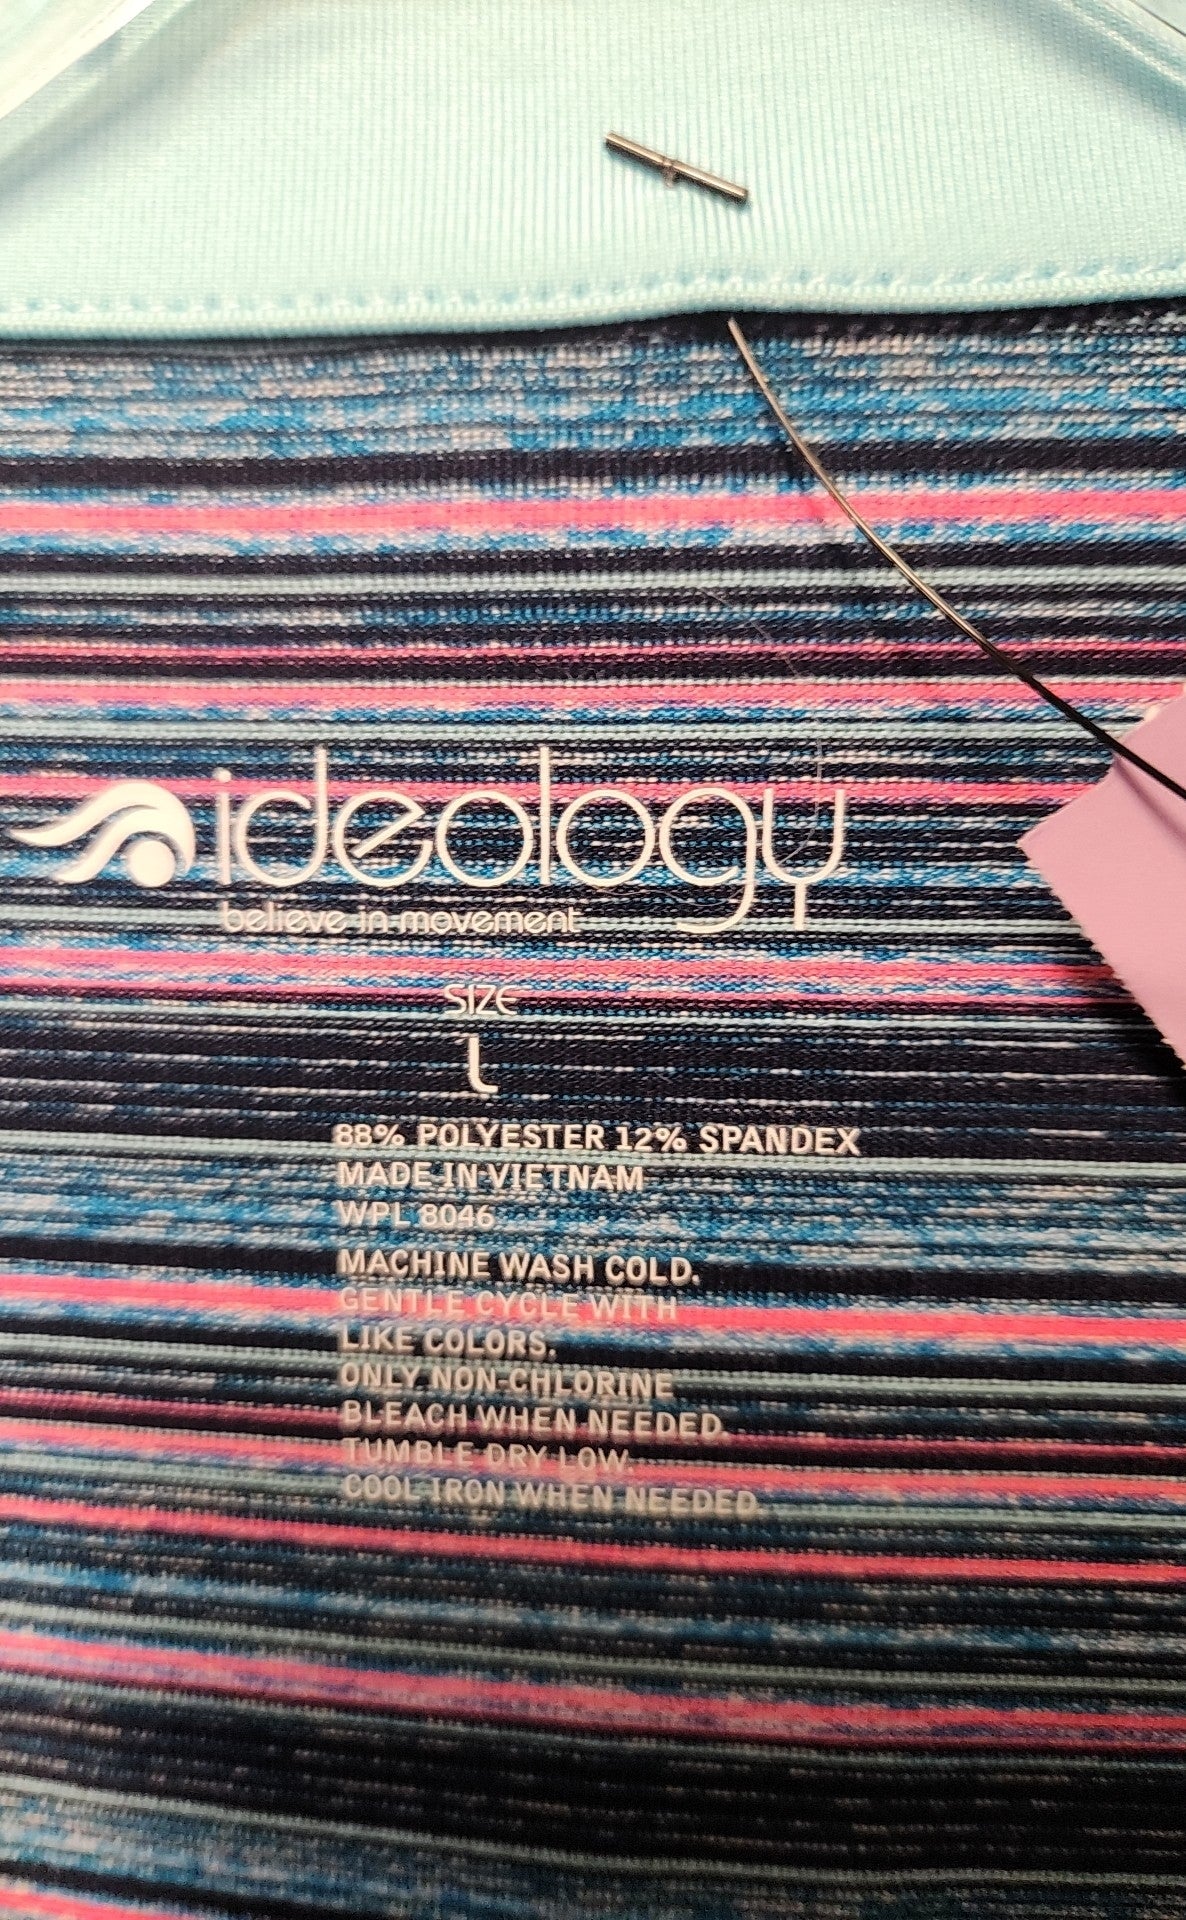 ideology
believe in movement
SIZE
L
88% POLYESTER 12% SPANDEX
MADE IN VIETNAM
WPL 8046
MACHINE WASH COLD.
GENTLE CYCLE WITH
LIKE COLORS.
ONLY NON-CHLORINE
BLEACH WHEN NEEDED.
TUMBLE DRY LOW.
COOL IRON WHEN NEEDED.